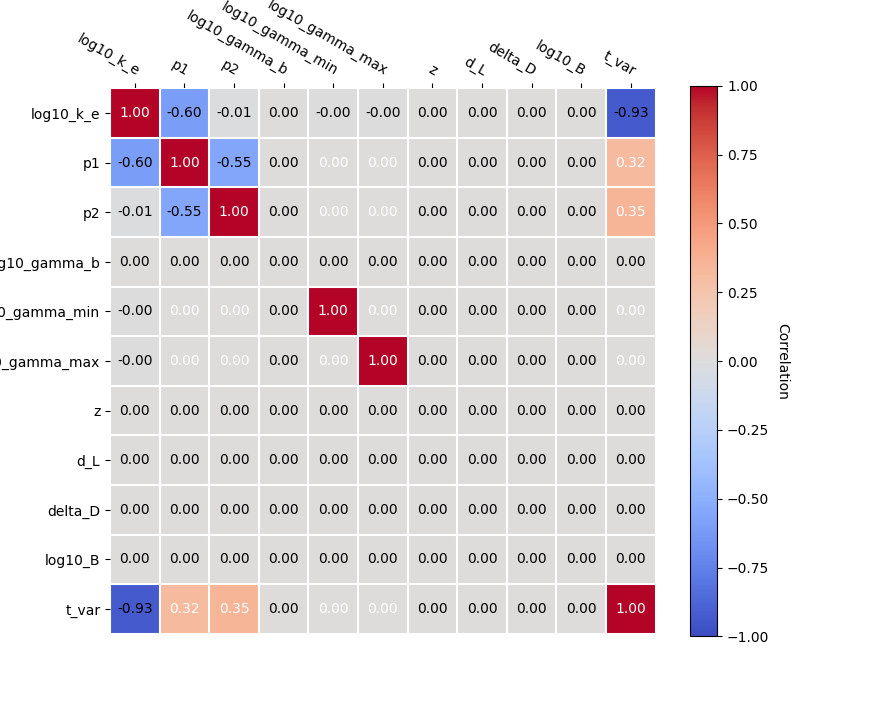 log10_k_e p1 p2 log10_gamma_b log10_gamma_min log10_gamma_max z d_L delta_D log10_B t_var
log10_k_e 1.00 -0.60 -0.01 0.00 -0.00 -0.00 0.00 0.00 0.00 0.00 -0.93
p1 -0.60 1.00 -0.55 0.00 0.00 0.00 0.00 0.00 0.00 0.00 0.32
p2 -0.01 -0.55 1.00 0.00 0.00 0.00 0.00 0.00 0.00 0.00 0.35
g10_gamma_b 0.00 0.00 0.00 0.00 0.00 0.00 0.00 0.00 0.00 0.00 0.00
0_gamma_min -0.00 0.00 0.00 0.00 1.00 0.00 0.00 0.00 0.00 0.00 0.00
_gamma_max -0.00 0.00 0.00 0.00 0.00 1.00 0.00 0.00 0.00 0.00 0.00
z 0.00 0.00 0.00 0.00 0.00 0.00 0.00 0.00 0.00 0.00 0.00
d_L 0.00 0.00 0.00 0.00 0.00 0.00 0.00 0.00 0.00 0.00 0.00
delta_D 0.00 0.00 0.00 0.00 0.00 0.00 0.00 0.00 0.00 0.00 0.00
log10_B 0.00 0.00 0.00 0.00 0.00 0.00 0.00 0.00 0.00 0.00 0.00
t_var -0.93 0.32 0.35 0.00 0.00 0.00 0.00 0.00 0.00 0.00 1.00
1.00
0.75
0.50
0.25
0.00
−0.25
−0.50
−0.75
−1.00
Correlation